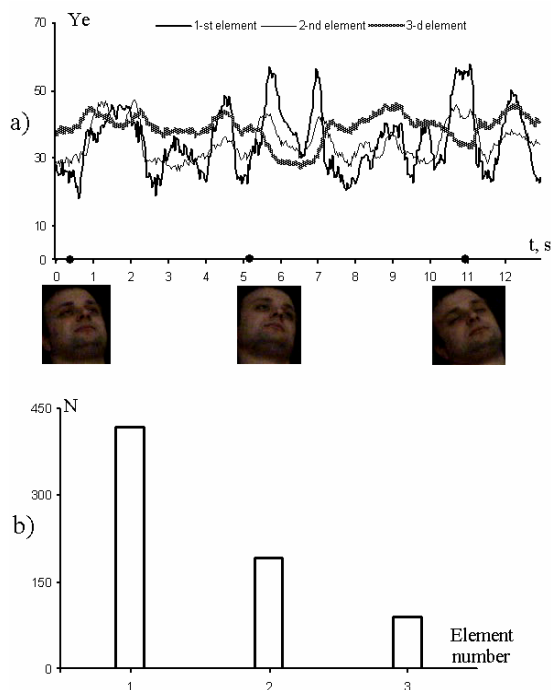 70 Ye
1-st element 2-nd element 3-d element
50
a)
30
0
t, s
0 1 2 3 4 5 6 7 8 9 10 11 12
450 N
300
b)
150
Element
number
0
1 2 3